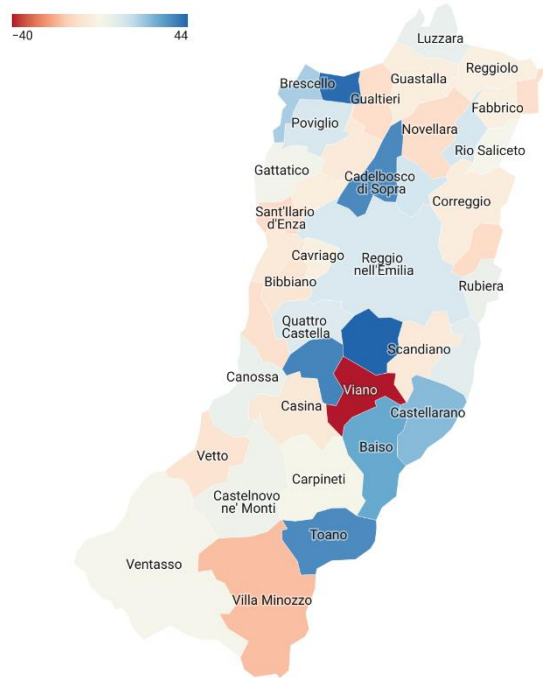 −40
44
Luzzara
Reggiolo
Guastalla
Brescello
Gualtieri
Fabbrico
Poviglio
Novellara
Rio Saliceto
Gattatico
Cadelbosco
di Sopra
Correggio
Sant'Ilario
d'Enza
Cavriago
Reggio
nell'Emilia
Bibbiano
Rubiera
Quattro
Castella
Scandiano
Canossa
Viano
Casina
Castellarano
Baiso
Vetto
Carpineti
Castelnovo
ne' Monti
Toano
Ventasso
Villa Minozzo